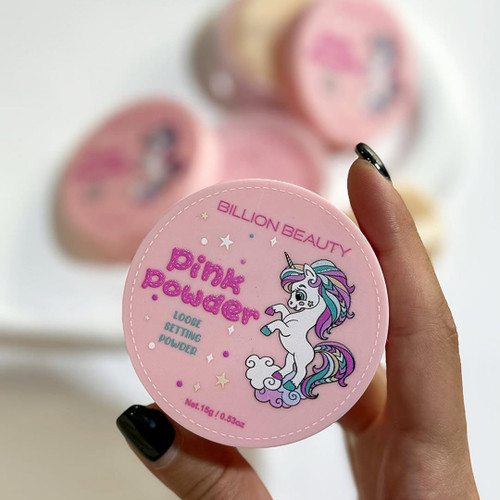 BILLION BEAUTY
pink
powder
LOOSE
SETTING
POWDER
Net.15g / 0.53oz